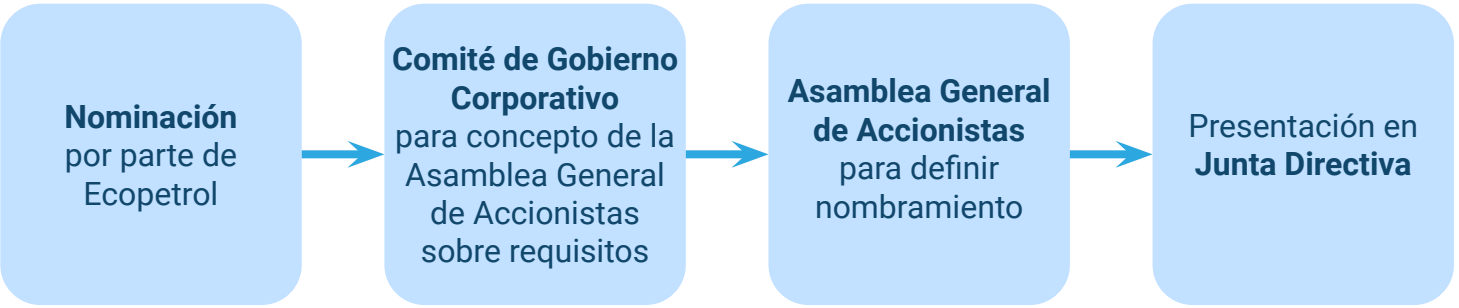 Nominación
por parte de
Ecopetrol
Comité de Gobierno
Corporativo
para concepto de la
Asamblea General
de Accionistas
sobre requisitos
Asamblea General
de Accionistas
para definir
nombramiento
Presentación en
Junta Directiva